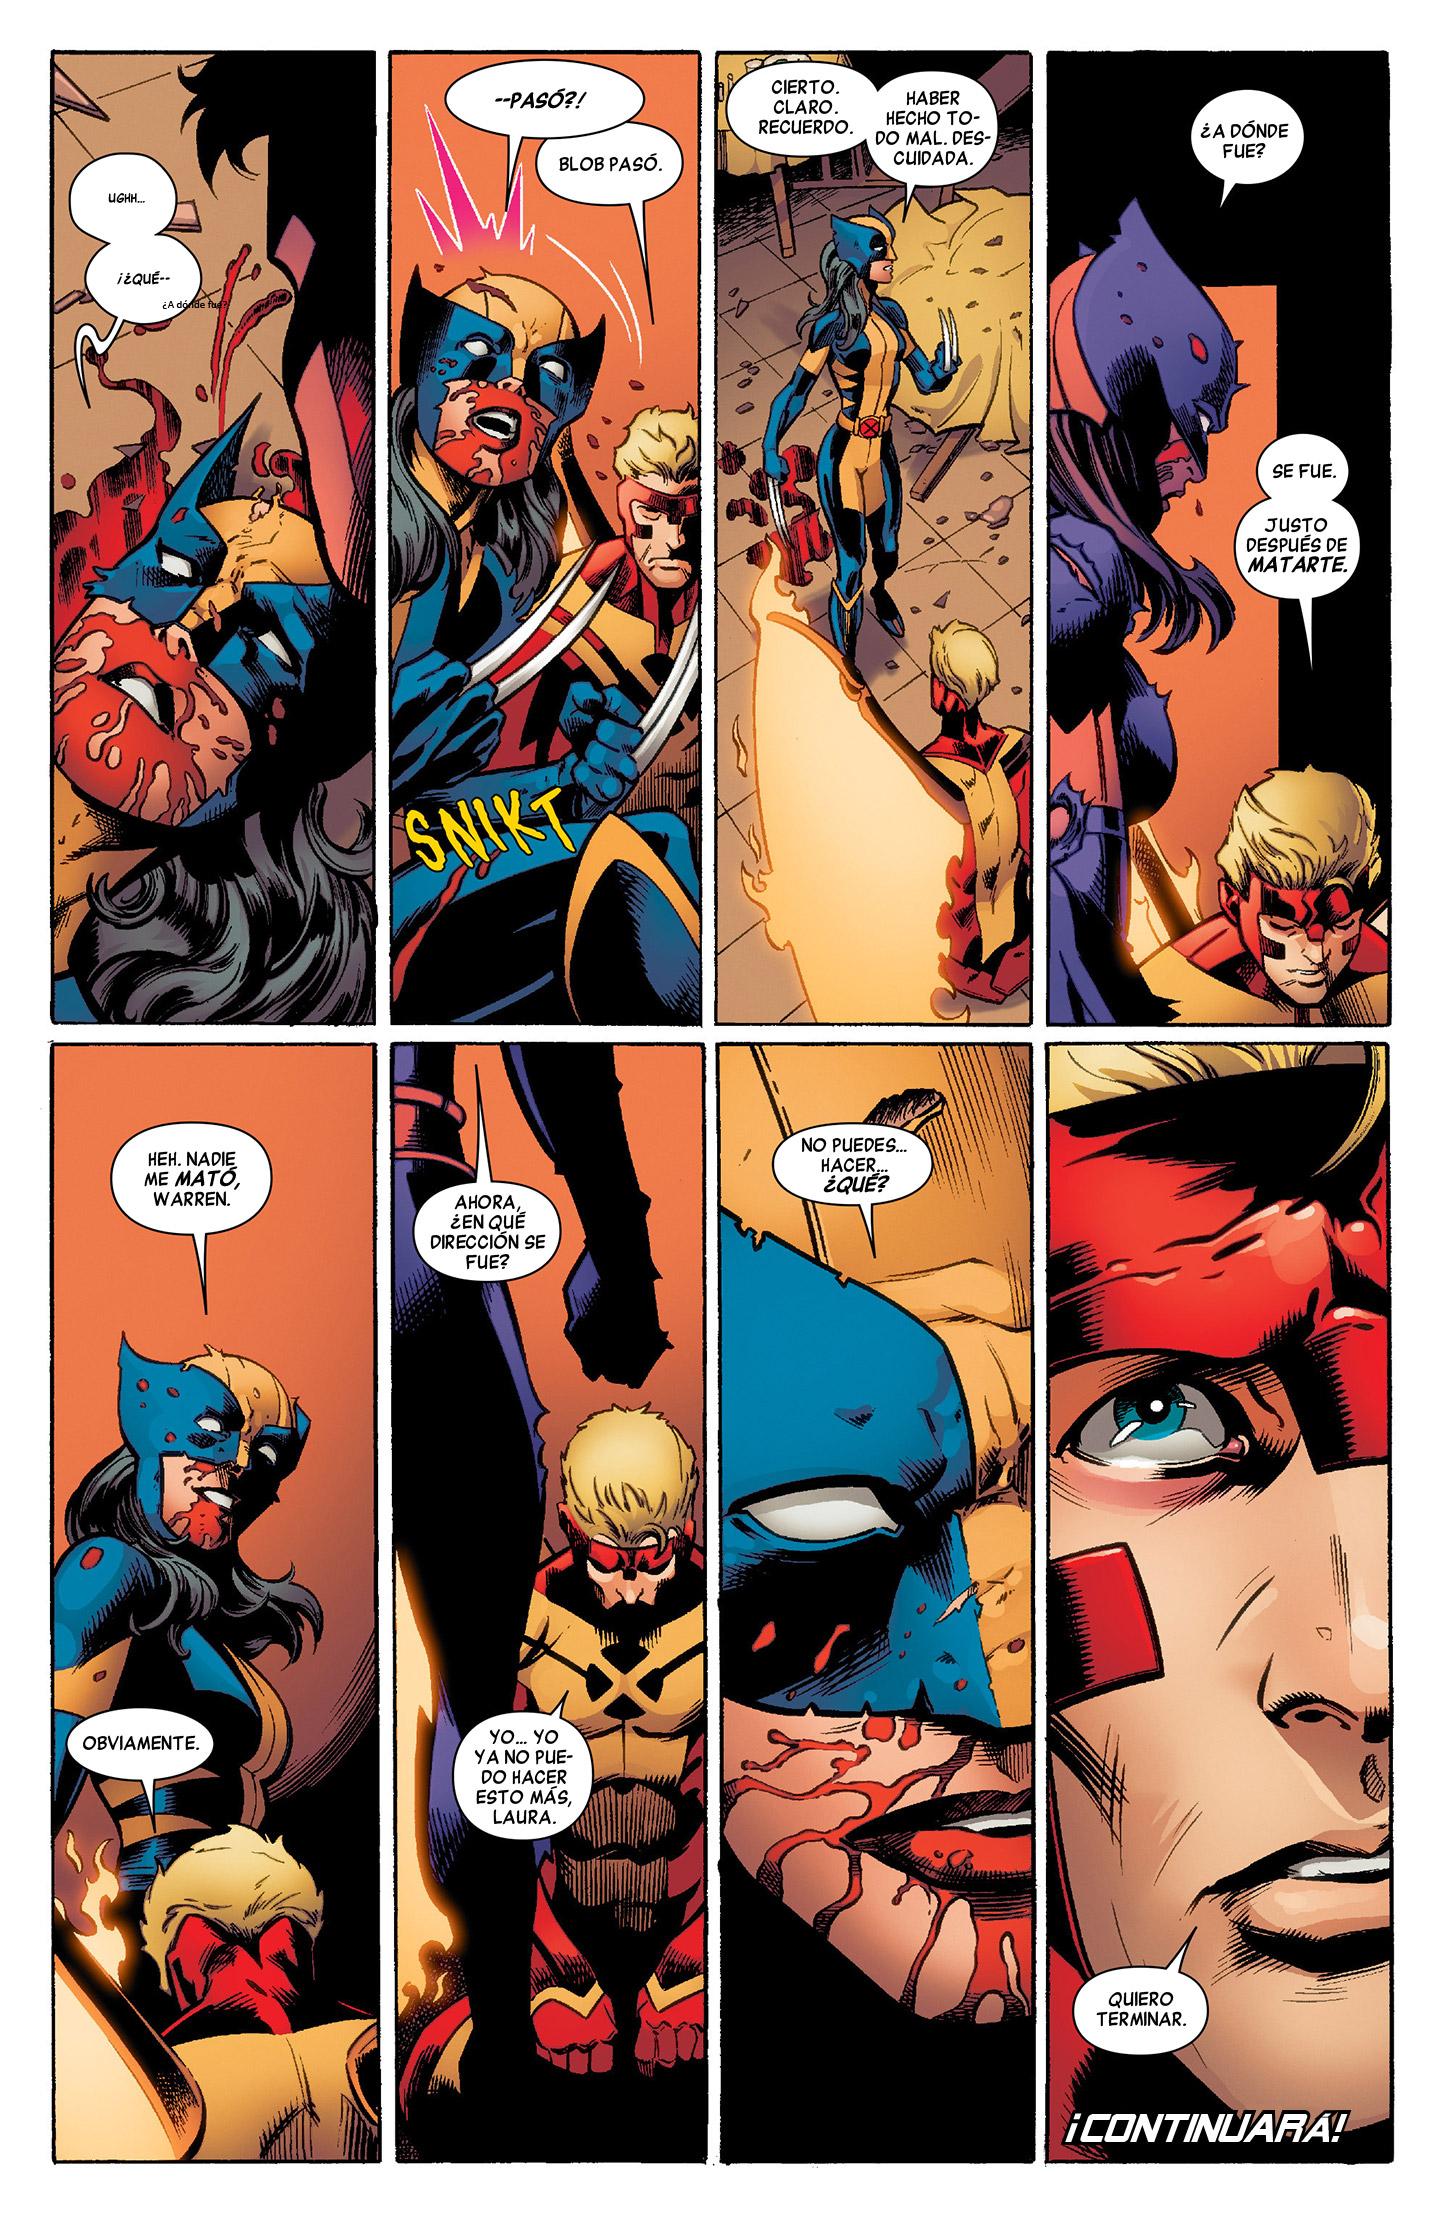 UGHH...
¡¿QUÉ--
¿A dónde fue?
--PASÓ?!
BLOB PASÓ.
SNIKT
CIERTO.
CLARO.
RECUERDO.
HABER
HECHO TO-
DO MAL. DES-
CUIDADA.
¿A DÓNDE
FUE?
SE FUE.
JUSTO
DESPUÉS DE
MATARTE.
HEH. NADIE
ME MATÓ,
WARREN.
OBVIAMENTE.
AHORA,
¿EN QUÉ
DIRECCIÓN SE
FUE?
YO... YO
YA NO PUE-
DO HACER
ESTO MÁS,
LAURA.
NO PUEDES...
HACER...
¿QUÉ?
QUIERO
TERMINAR.
¡CONTINUARÁ!